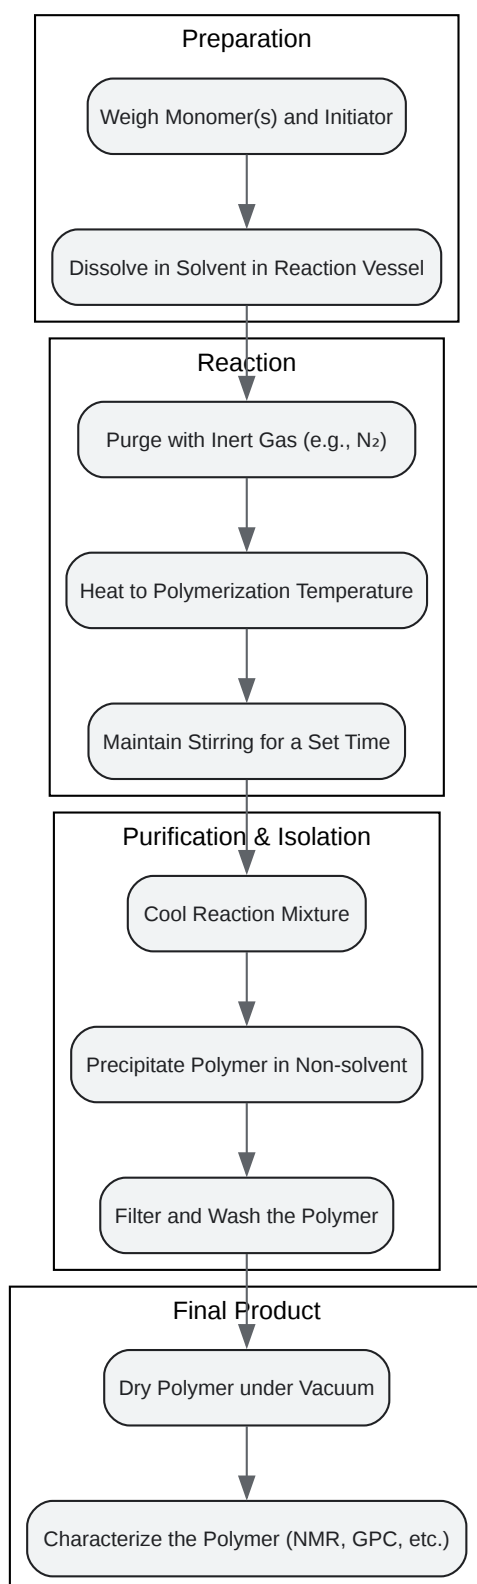 Preparation
Weigh Monomer(s) and Initiator
Dissolve in Solvent in Reaction Vessel
Reaction
Purge with Inert Gas (e.g., N₂)
Heat to Polymerization Temperature
Maintain Stirring for a Set Time
Purification & Isolation
Cool Reaction Mixture
Precipitate Polymer in Non-solvent
Filter and Wash the Polymer
Final Product
Dry Polymer under Vacuum
Characterize the Polymer (NMR, GPC, etc.)